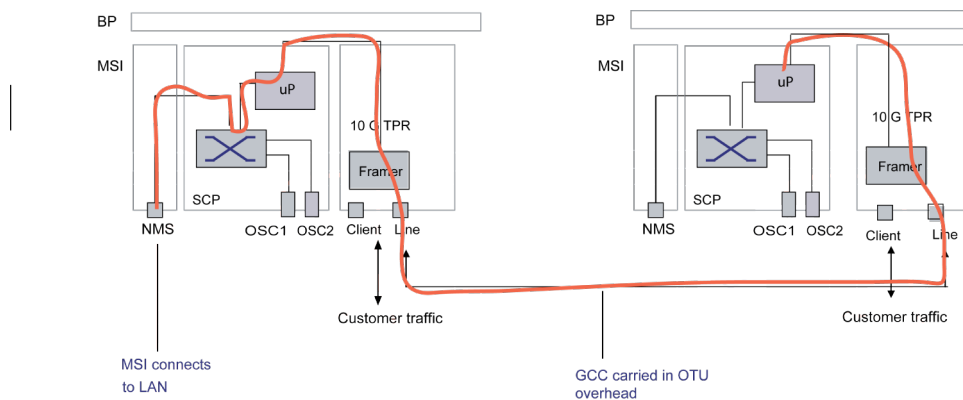 BP
MSI
uP
10 G TPR
Framer
SCP
NMS
OSC1
OSC2
Client
Line
Customer traffic
MSI connects
to LAN
BP
MSI
uP
10 G TPR
Framer
SCP
NMS
OSC1
OSC2
Client
Line
Customer traffic
GCC carried in OTU
overhead